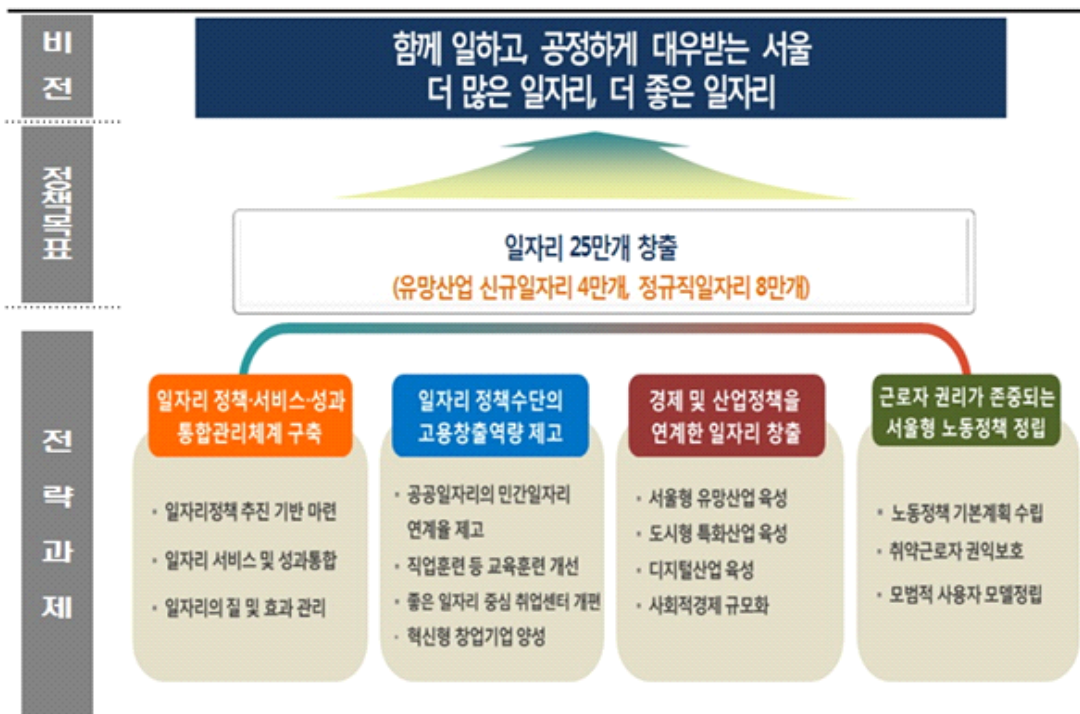 비전
함께 일하고, 공정하게 대우받는 서울
더 많은 일자리, 더 좋은 일자리
정책목표
일자리 25만개 창출
(유망산업 신규일자리 4만개, 정규직일자리 8만개)
전략과제
일자리 정책·서비스·성과
통합관리체계 구축
• 일자리정책 추진 기반 마련
• 일자리 서비스 및 성과통합
• 일자리의 질 및 효과 관리
일자리 정책수단의
고용창출역량 제고
• 공공일자리의 민간일자리
연계율 제고
• 직업훈련 등 교육훈련 개선
• 좋은 일자리 중심 취업센터 개편
• 혁신형 창업기업 양성
경제 및 산업정책을
연계한 일자리 창출
• 서울형 유망산업 육성
• 도시형 특화산업 육성
• 디지털산업 육성
• 사회적경제 규모화
근로자 권리가 존중되는
서울형 노동정책 정립
• 노동정책 기본계획 수립
• 취약근로자 권익보호
• 모범적 사용자 모델정립